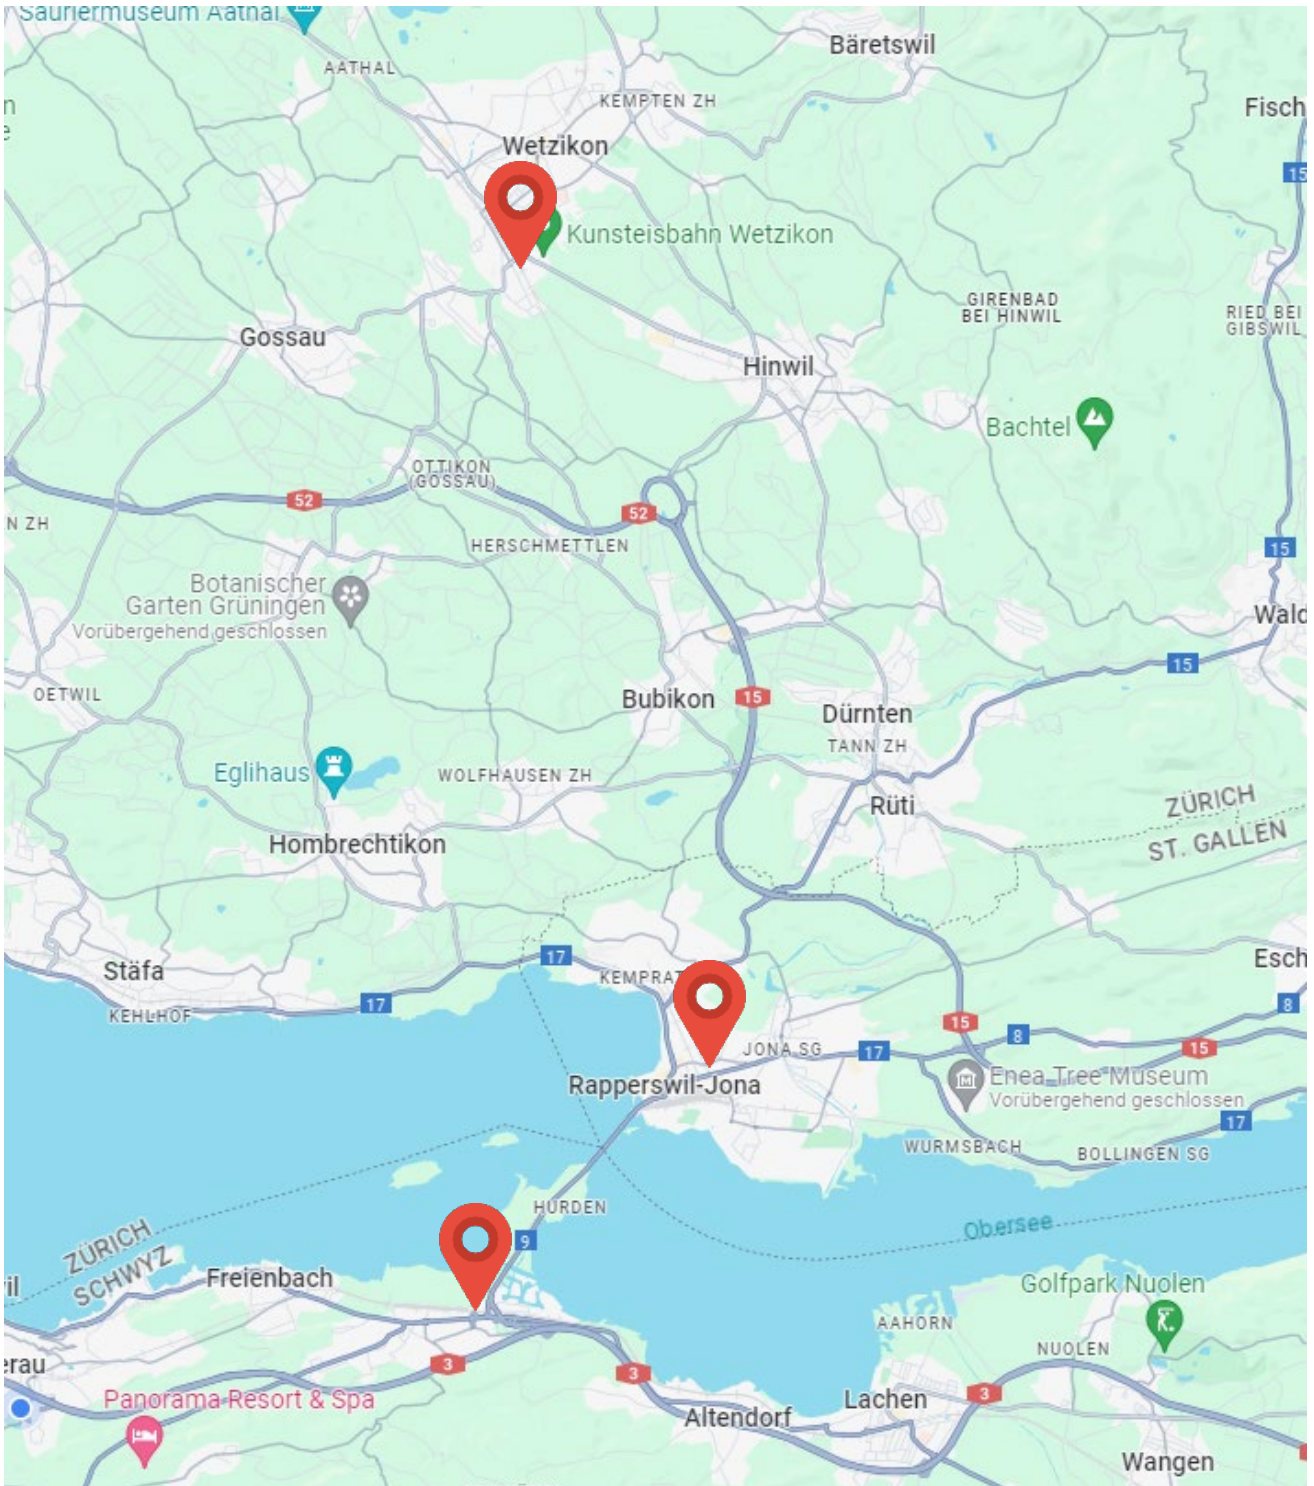 Sauriermuseum Aathal
Bäretswil
AATHAL
KEMPTEN ZH
Fisch
n
e
Wetzikon
15
Kunsteisbahn Wetzikon
GIRENBAD
BEI HINWIL
RIED BEI
GIBSWIL
Gossau
Hinwil
Bachtel
OTTIKON
(GOSSAU)
52
52
N ZH
HERSCHMETTLEN
15
Botanischer
Garten Grüningen
Vorübergehend geschlossen
Wald
15
OETWIL
Bubikon
15
Dürnten
TANN ZH
Eglihaus
WOLFHAUSEN ZH
Rüti
ZÜRICH
ST. GALLEN
Hombrechtikon
17
Esch
Stäfa
KEMPRAT
17
8
KEHLHOF
15
8
JONA SG
17
15
Rapperswil-Jona
Enea Tree Museum
Vorübergehend geschlossen
17
WURMSBACH
BOLLINGEN SG
HURDEN
Obersee
9
ZÜRICH
SCHWYZ
il
Freienbach
Golfpark Nuolen
AAHORN
NUOLEN
erau
3
3
3
Panorama Resort & Spa
Lachen
Altendorf
Wangen